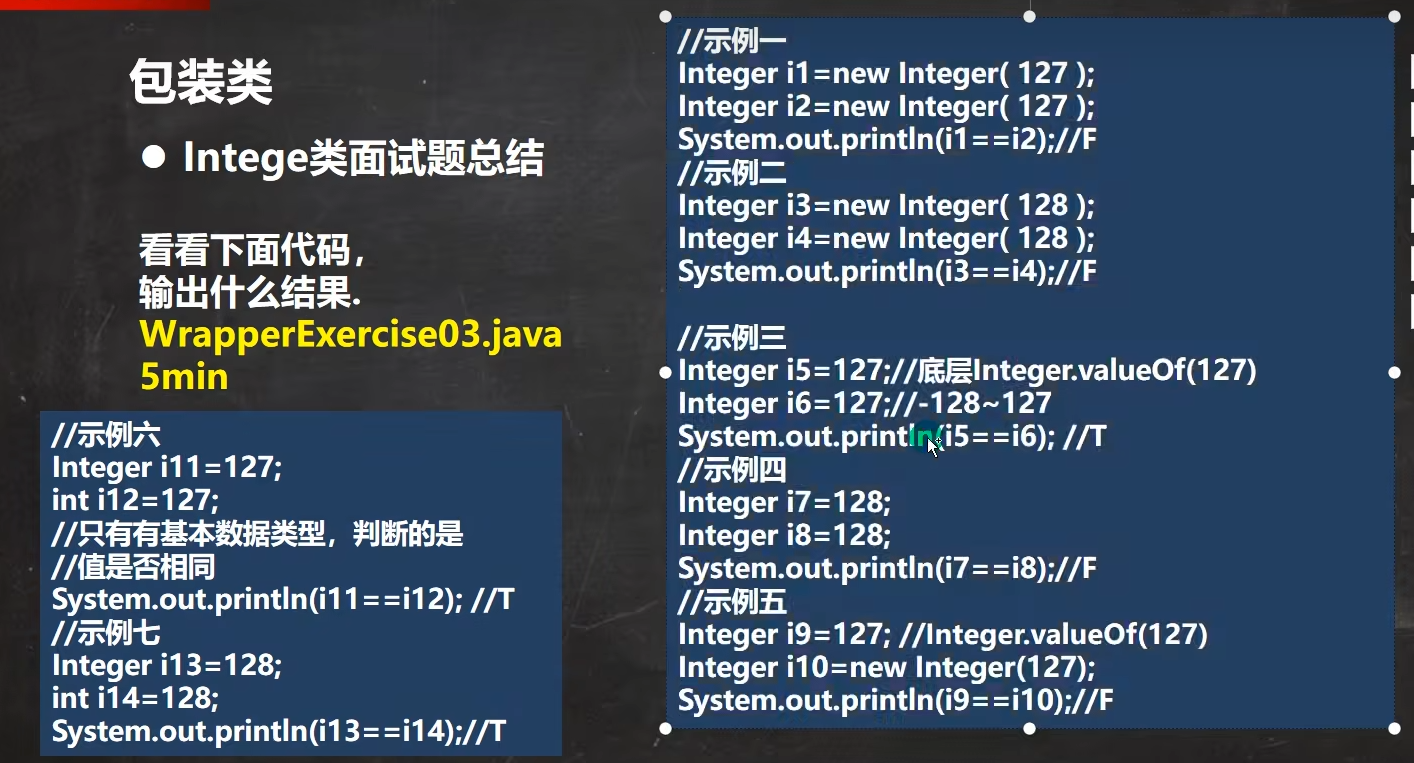 包装类
● Intege类面试题总结
看看下面代码，
输出什么结果.
WrapperExercise03.java
5min
//示例六
Integer i11=127;
int i12=127;
//只有有基本数据类型，判断的是
//值是否相同
System.out.println(i11==i12); //T
//示例七
Integer i13=128;
int i14=128;
System.out.println(i13==i14);//T
//示例一
Integer i1=new Integer( 127 );
Integer i2=new Integer( 127 );
System.out.println(i1==i2);//F
//示例二
Integer i3=new Integer( 128 );
Integer i4=new Integer( 128 );
System.out.println(i3==i4);//F
//示例三
Integer i5=127;//底层Integer.valueOf(127)
Integer i6=127;//-128~127
System.out.println(i5==i6); //T
//示例四
Integer i7=128;
Integer i8=128;
System.out.println(i7==i8);//F
//示例五
Integer i9=127; //Integer.valueOf(127)
Integer i10=new Integer(127);
System.out.println(i9==i10);//F